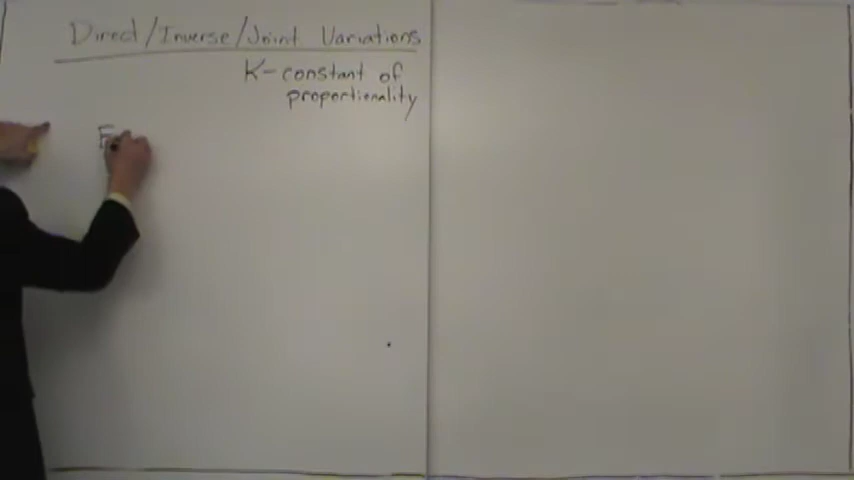 Direct/Inverse/Joint Variations
K-constant of
proportionality
F